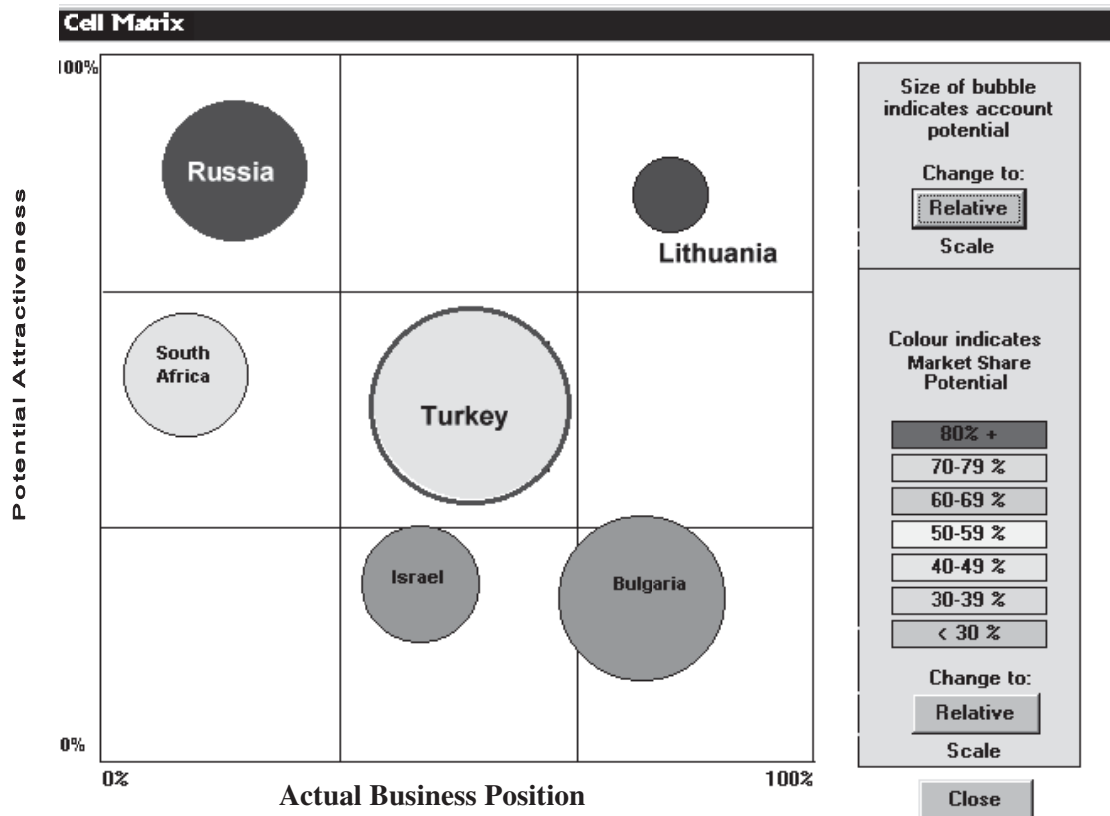 Cell Matrix
100%
Potential Attractiveness
Russia
Lithuania
South
Africa
Turkey
Israel
Bulgaria
0%
0%
100%
Actual Business Position
Size of bubble
indicates account
potential
Change to:
Relative
Scale
Colour indicates
Market Share
Potential
80% +
70-79 %
60-69 %
50-59 %
40-49 %
30-39 %
< 30 %
Change to:
Relative
Scale
Close